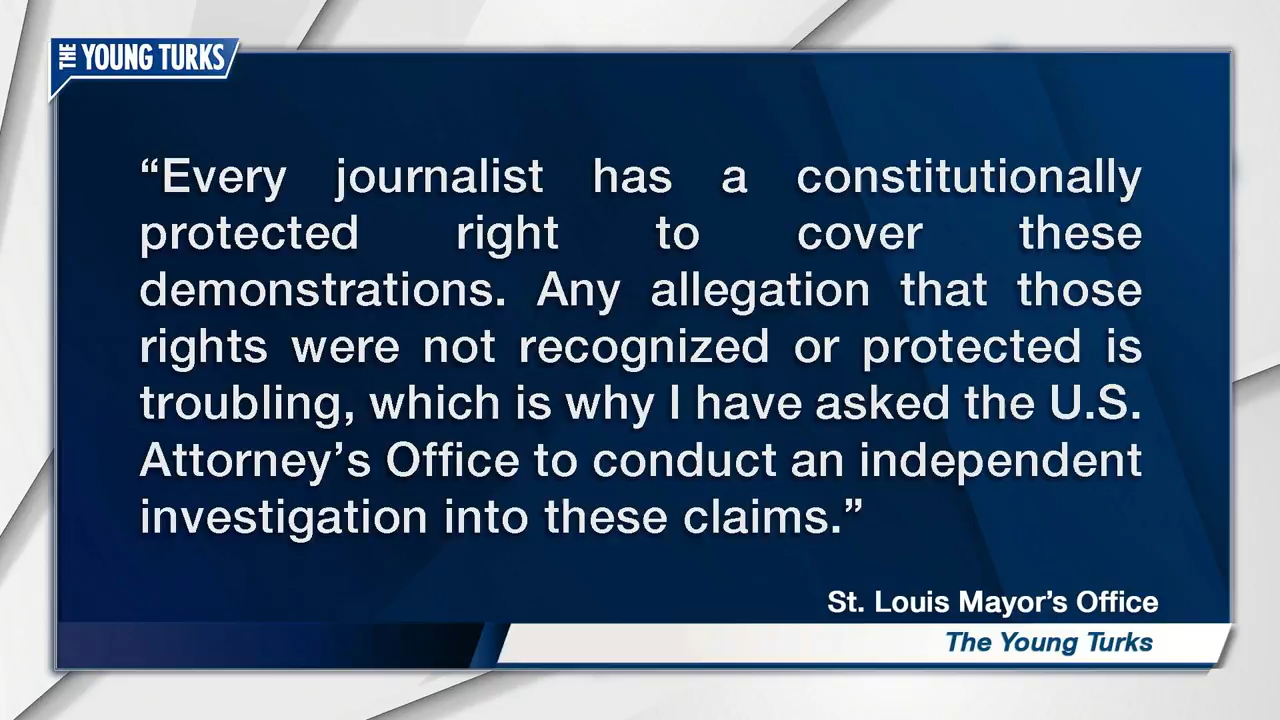 THE YOUNG TURKS
“Every journalist has a constitutionally
protected right to cover these
demonstrations. Any allegation that those
rights were not recognized or protected is
troubling, which is why I have asked the U.S.
Attorney’s Office to conduct an independent
investigation into these claims.”
St. Louis Mayor’s Office
The Young Turks